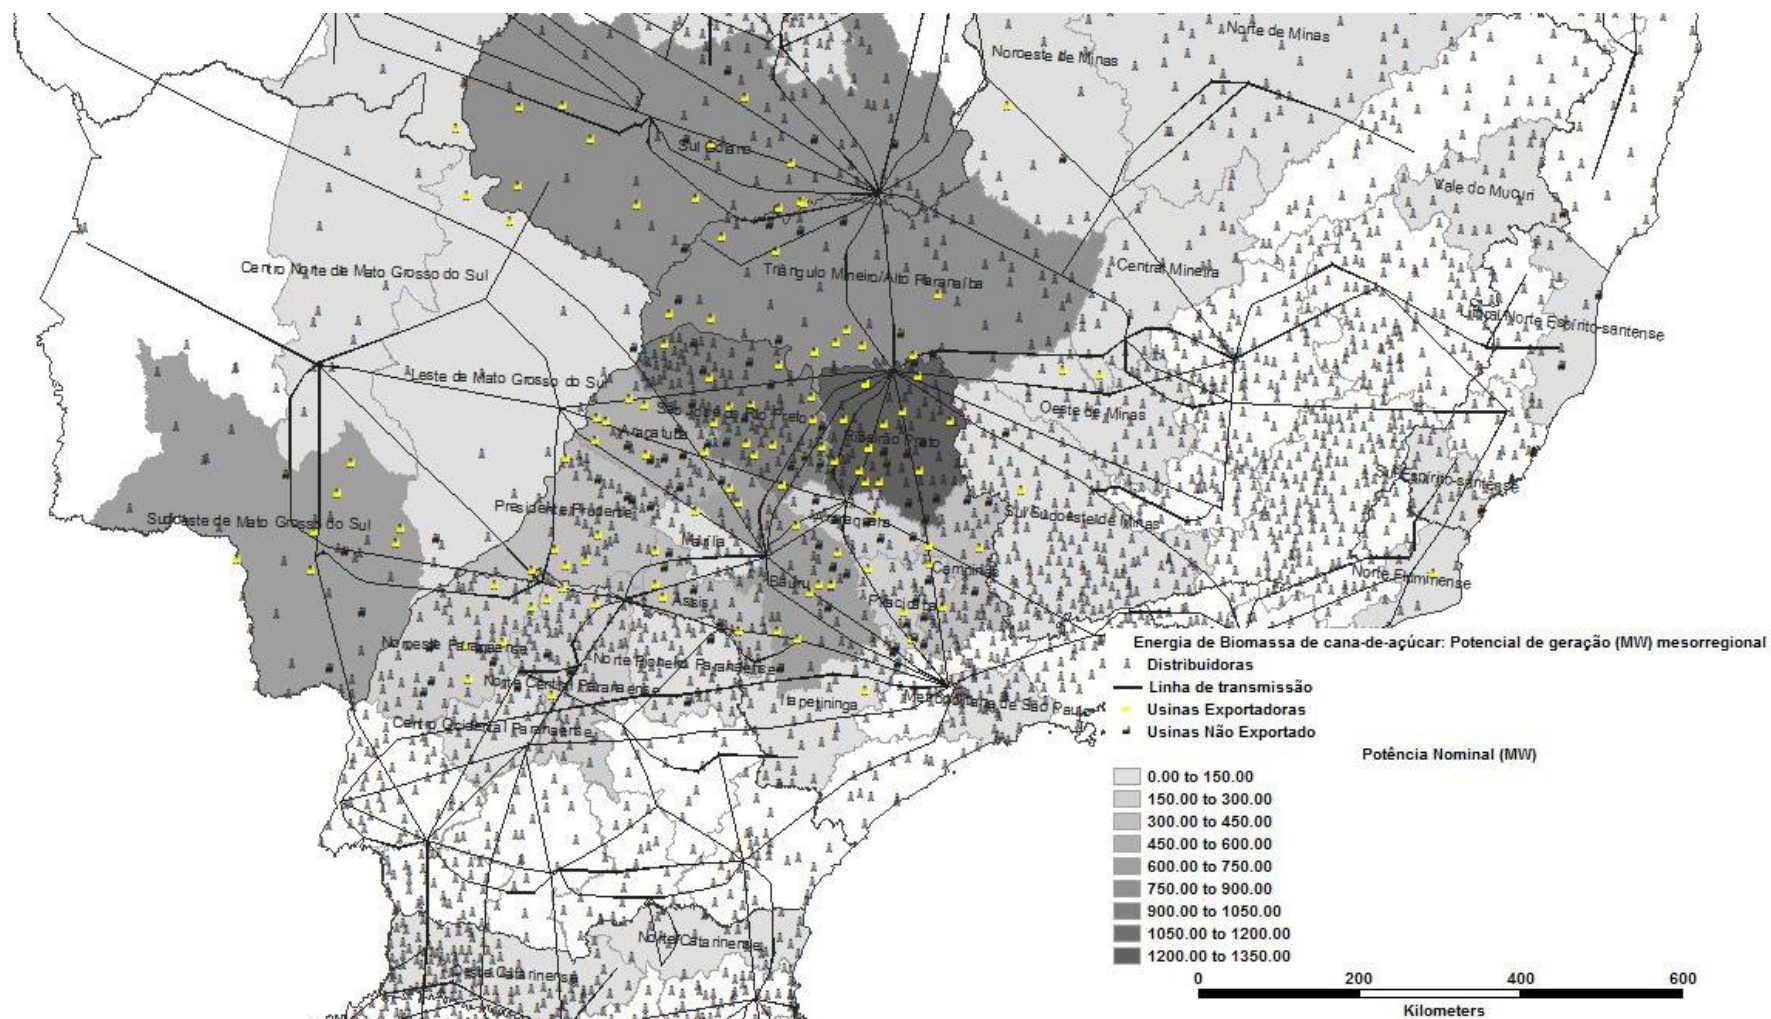 Norte de Minas
Noroeste de Minas
Sul Goiano
Vale do Mucuri
Centro Norte de Mato Grosso do Sul
Triângulo Mineiro/Alto Paranaíba
Central Mineira
Litoral Norte Espírito-santense
Leste de Mato Grosso do Sul
São José do Rio Preto
Oeste de Minas
Araçatuba
Ribeirão Preto
Sul Espírito-santense
Presidente Prudente
Sudoeste de Mato Grosso do Sul
Araraquara
Sul/Sudoeste de Minas
Marília
Campinas
Norte Fluminense
Bauru
Assis
Piracicaba
Noroeste Paranaense
Norte Pioneiro Paranaense
Norte Central Paranaense
Itapetininga
Metropolitana de São Paulo
Centro Ocidental Paranaense
Norte Catarinense
Oeste Catarinense
Energia de Biomassa de cana-de-açúcar: Potencial de geração (MW) mesorregional
Distribuidoras
Linha de transmissão
Usinas Exportadoras
Usinas Não Exportado
Potência Nominal (MW)
0.00 to 150.00
150.00 to 300.00
300.00 to 450.00
450.00 to 600.00
600.00 to 750.00
750.00 to 900.00
900.00 to 1050.00
1050.00 to 1200.00
1200.00 to 1350.00
0 200 400 600
Kilometers